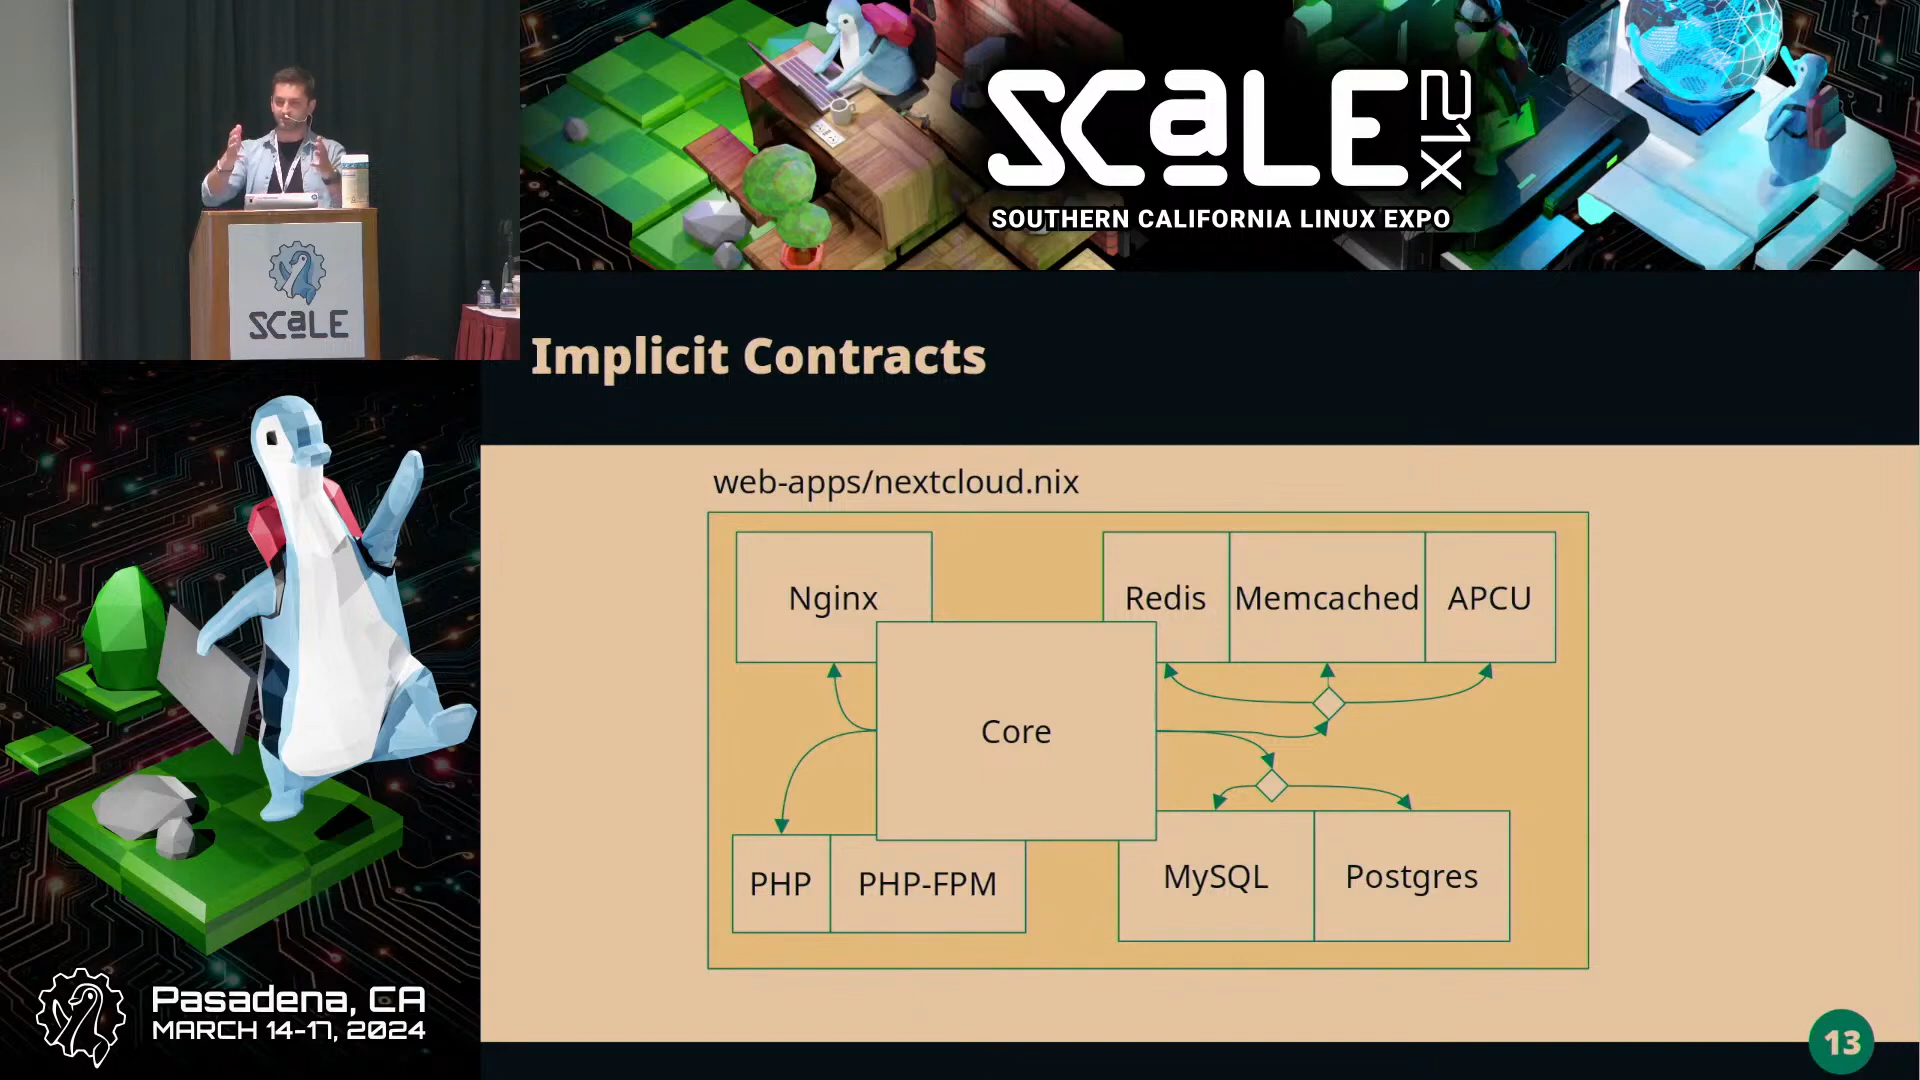 SCaLE 21X
SOUTHERN CALIFORNIA LINUX EXPO
SCaLE
Implicit Contracts
web-apps/nextcloud.nix
Nginx
Redis
Memcached
APCU
Core
PHP
PHP-FPM
MySQL
Postgres
Pasadena, CA
MARCH 14-17, 2024
13